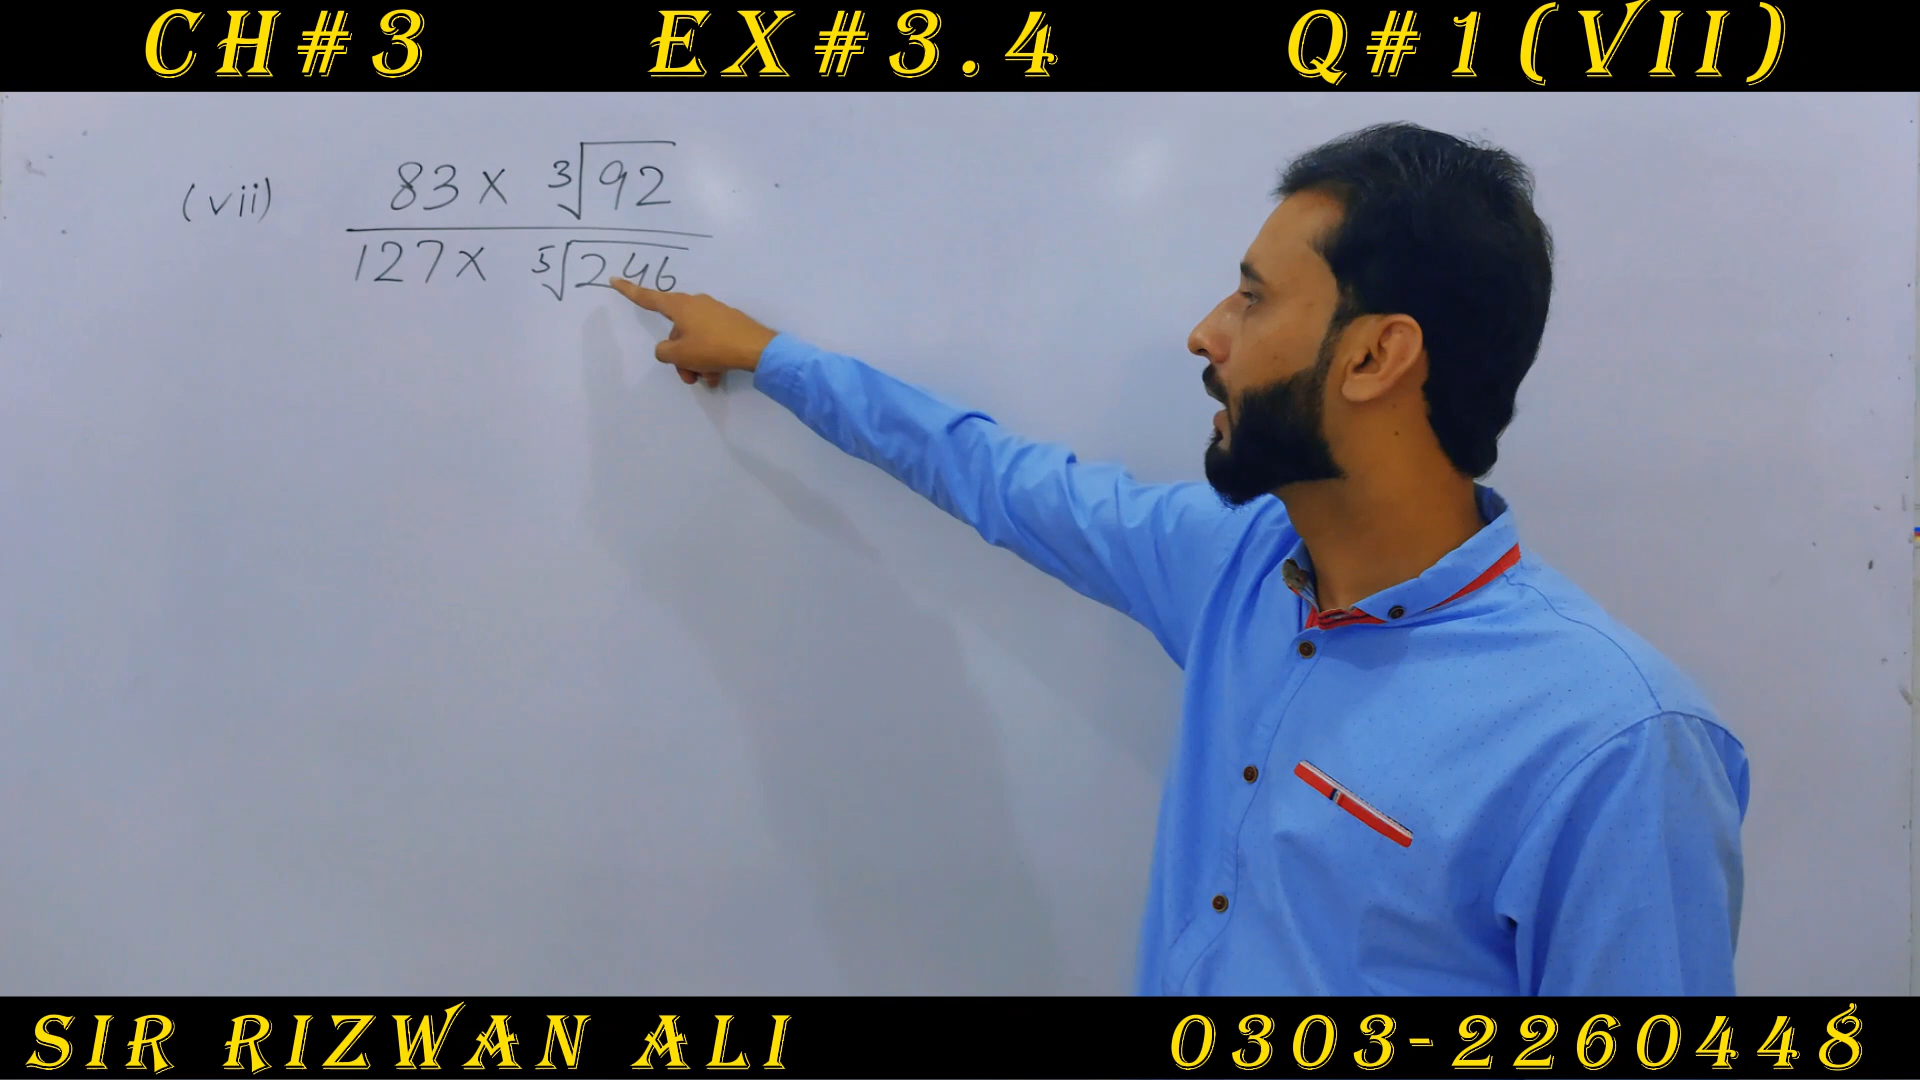 CH#3 EX#3.4 Q#1(VII)
(vii) 83 × ∛92
127 × ⁵√246
SIR RIZWAN ALI 0303-2260448